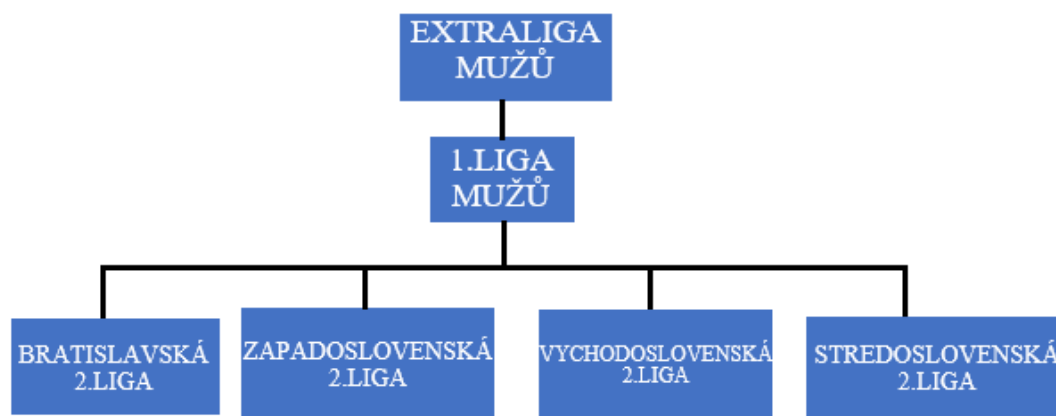 EXTRALIGA
MUŽŮ
1.LIGA
MUŽŮ
BRATISLAVSKÁ
2.LIGA
ZAPADOSLOVENSKÁ
2.LIGA
VYCHODOSLOVENSKÁ
2.LIGA
STREDOSLOVENSKÁ
2.LIGA